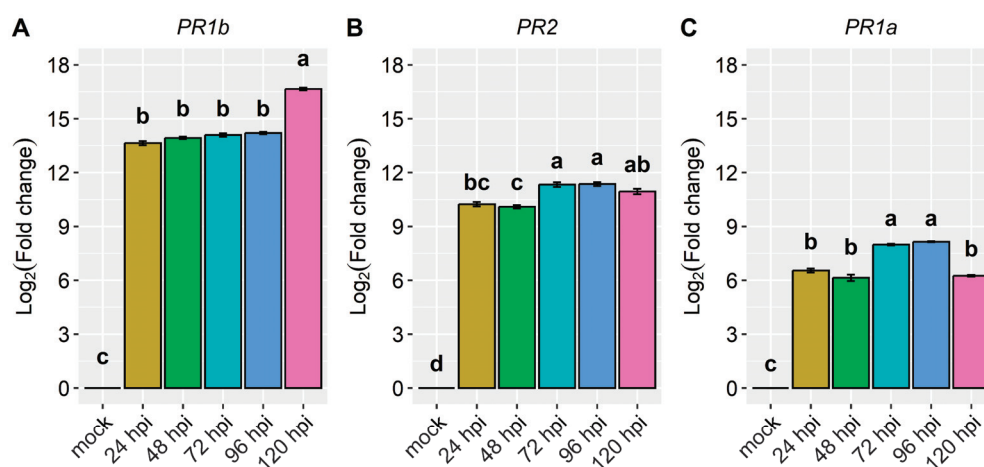 A PR1b
Log₂(Fold change)
18
15
12
9
6
3
0
c
b
b
b
b
a
mock
24 hpi
48 hpi
72 hpi
96 hpi
120 hpi
B PR2
Log₂(Fold change)
18
15
12
9
6
3
0
d
bc
c
a
a
ab
mock
24 hpi
48 hpi
72 hpi
96 hpi
120 hpi
C PR1a
Log₂(Fold change)
18
15
12
9
6
3
0
c
b
b
a
a
b
mock
24 hpi
48 hpi
72 hpi
96 hpi
120 hpi